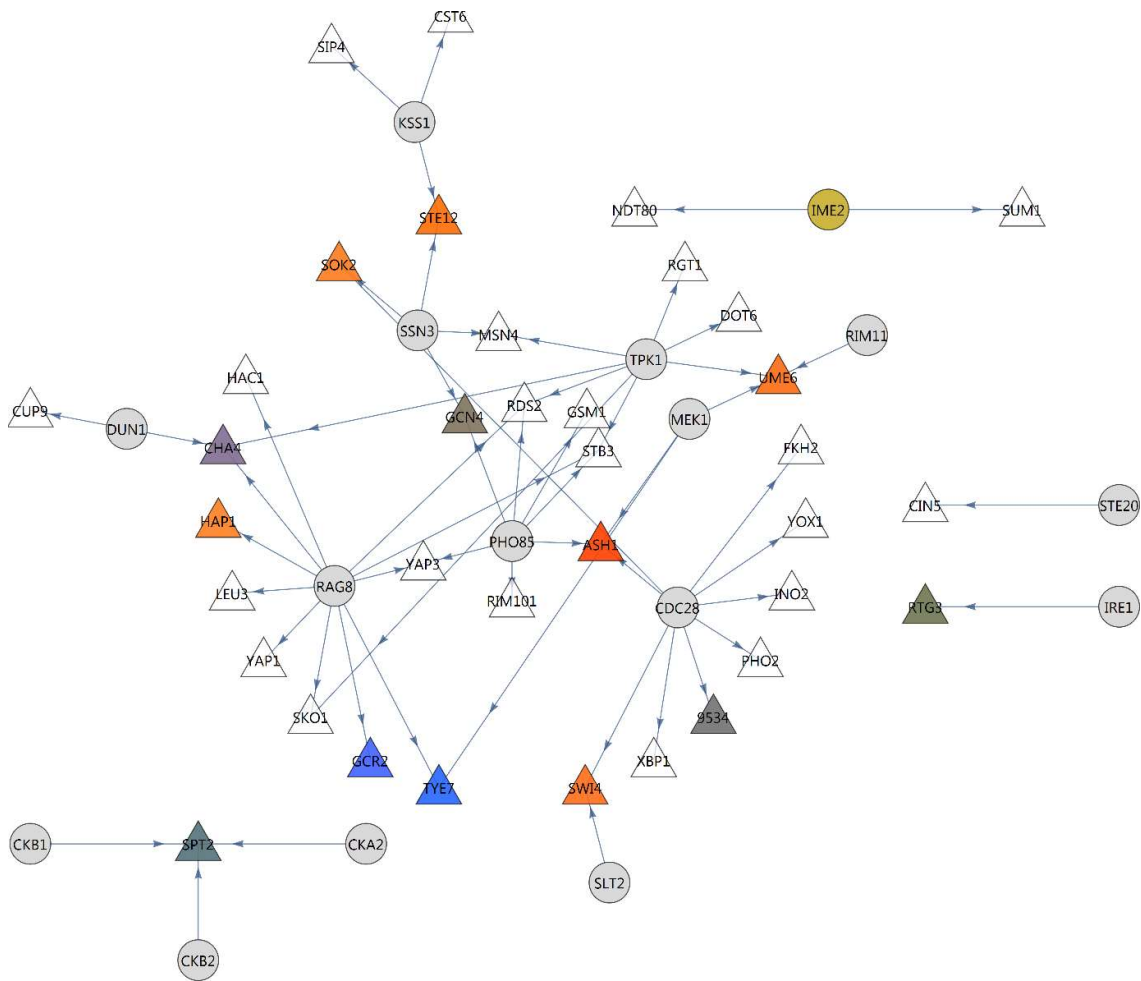 CST6
SIP4
KSS1
NDT80
IME2
SUM1
STE12
SOK2
RGT1
SSN3
MSN4
DOT6
RIM11
TPK1
HAC1
UME6
CUP9
DUN1
GCN4
RDS2
GSM1
MEK1
CHA4
STB3
FKH2
CIN5
STE20
HAP1
YOX1
PHO85
ASH1
YAP3
RAG8
LEU3
RIM101
CDC28
INO2
RTG3
IRE1
YAP1
PHO2
SKO1
9534
GCR2
XBP1
TYE7
SWI4
CKB1
SPT2
CKA2
SLT2
CKB2